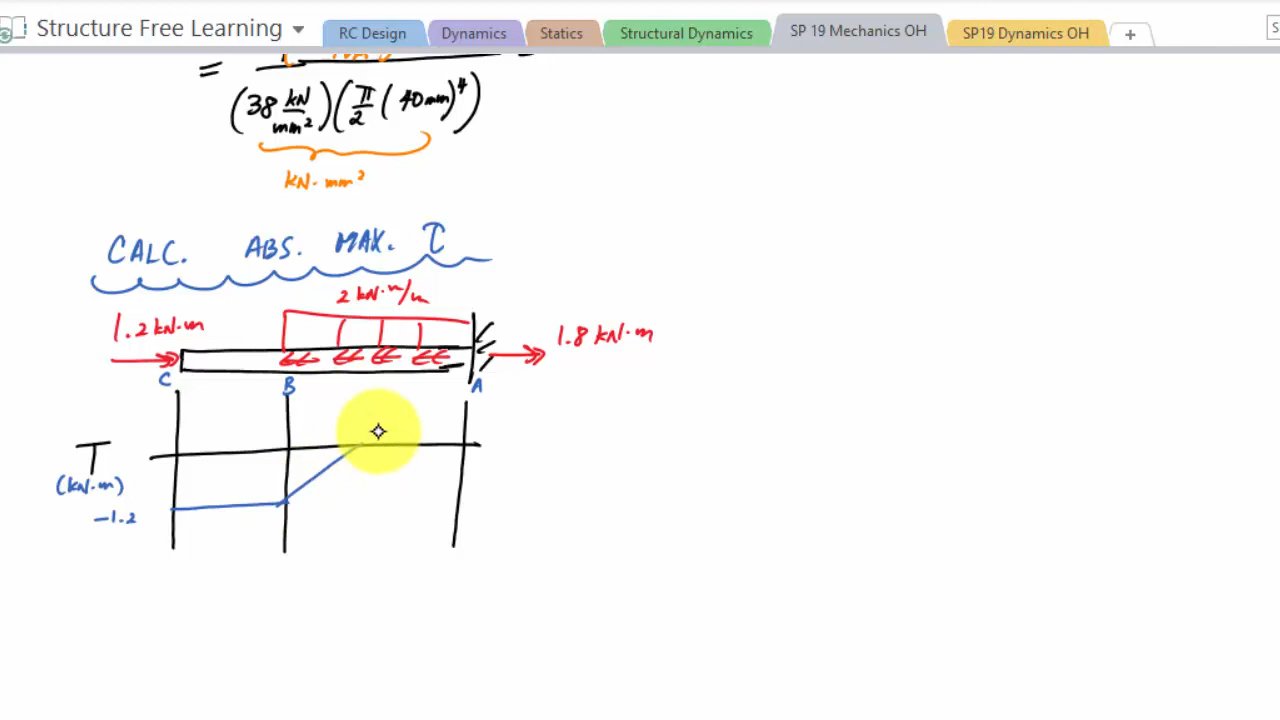 Structure Free Learning
RC Design
Dynamics
Statics
Structural Dynamics
SP 19 Mechanics OH
SP19 Dynamics OH
+
=
(38 kN/mm²)(π/2 (40mm)⁴)
kN·mm²
CALC. ABS. MAX. τ
2 kN·m/m
1.2 kN·m
1.8 kN·m
C
B
A
T
(kN·m)
-1.2